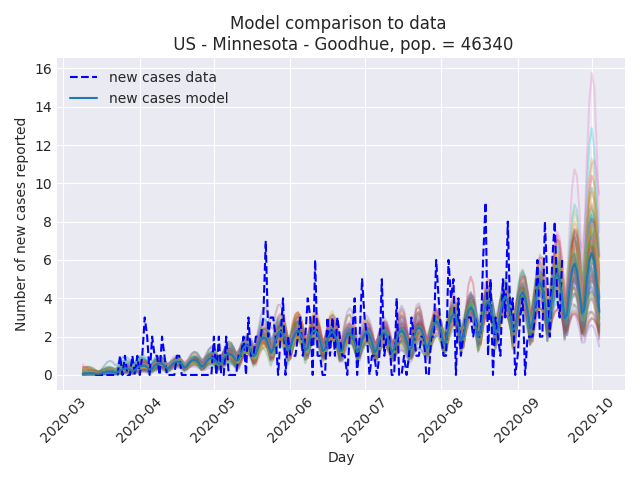 Model comparison to data
US - Minnesota - Goodhue, pop. = 46340
new cases data
new cases model
Number of new cases reported
16
14
12
10
8
6
4
2
0
2020-03
2020-04
2020-05
2020-06
2020-07
2020-08
2020-09
2020-10
Day